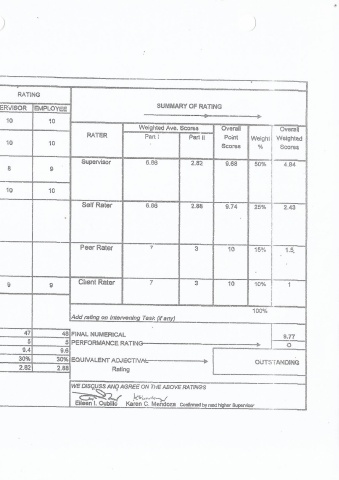 RATING
ERVISOR EMPLOYEE
10 10
10 10
8 9
10 10
9 9
47 48
5 5
9.4 9.6
30% 30%
2.82 2.88
SUMMARY OF RATING
RATER Weighted Ave. Scores Overall Point Scores Weight % Overall Weighted Scores
Part I Part II
Supervisor 6.86 2.82 9.68 50% 4.84
Self Rater 6.86 2.88 9.74 25% 2.43
Peer Rater 7 3 10 15% 1.5
Client Rater 7 3 10 10% 1
100%
Add rating on Intervening Task (if any)
FINAL NUMERICAL 9.77
PERFORMANCE RATING O
EQUIVALENT ADJECTIVAL OUTSTANDING
Rating
WE DISCUSS AND AGREE ON THE ABOVE RATINGS
Eileen I. Cubillo Karen C. Mendoza Confirmed by next higher Supervisor